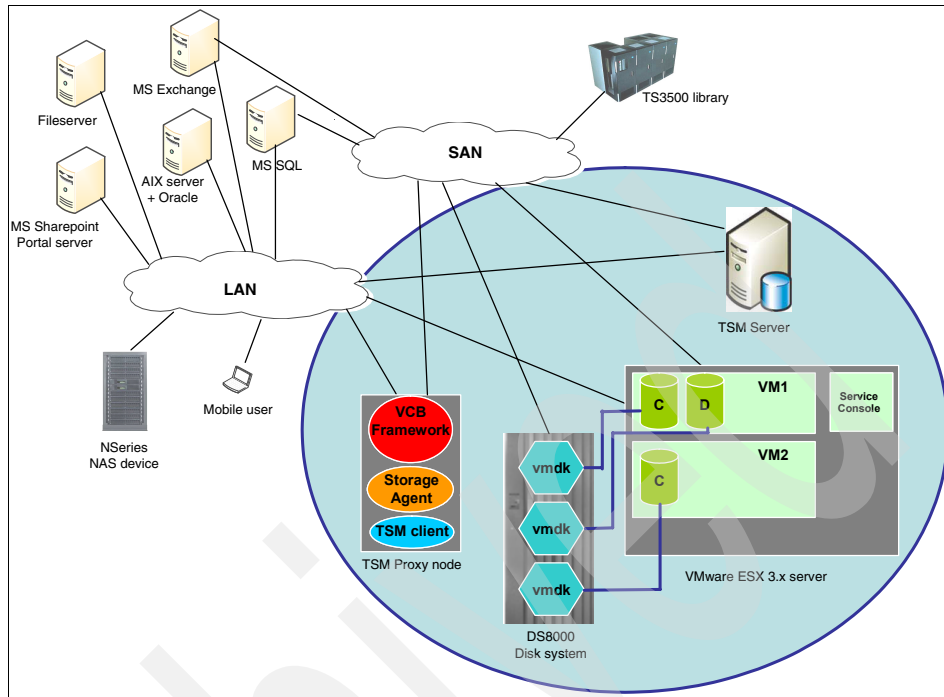 MS Exchange
Fileserver
TS3500 library
MS SQL
SAN
AIX server
+ Oracle
MS Sharepoint
Portal server
LAN
TSM Server
NSeries
NAS device
Mobile user
VCB
Framework
Storage
Agent
TSM client
TSM Proxy node
vmdk
vmdk
vmdk
DS8000
Disk system
C
D
VM1
Service
Console
C
VM2
VMware ESX 3.x server